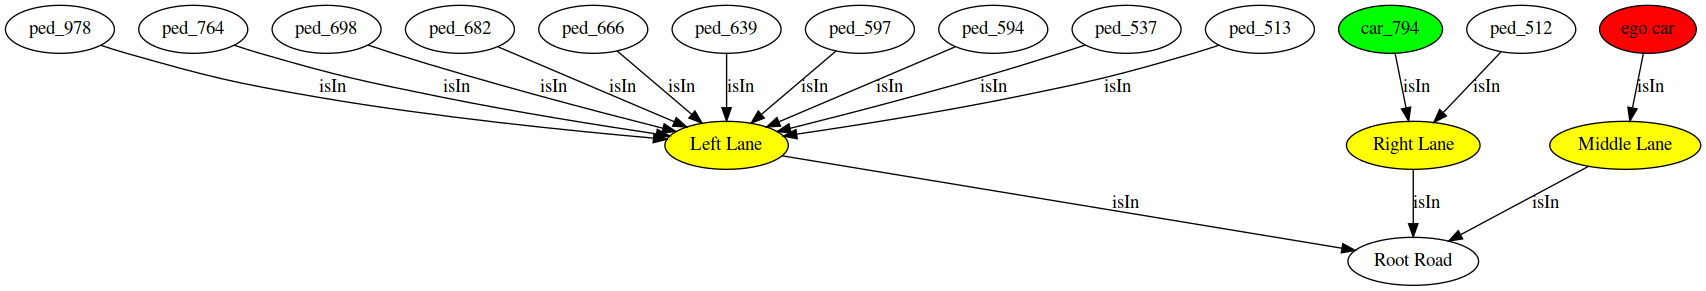 ped_978 ped_764 ped_698 ped_682 ped_666 ped_639 ped_597 ped_594 ped_537 ped_513 car_794 ped_512 ego car
isIn isIn isIn isIn isIn isIn isIn isIn isIn isIn isIn isIn isIn
Left Lane Right Lane Middle Lane
isIn isIn isIn
Root Road